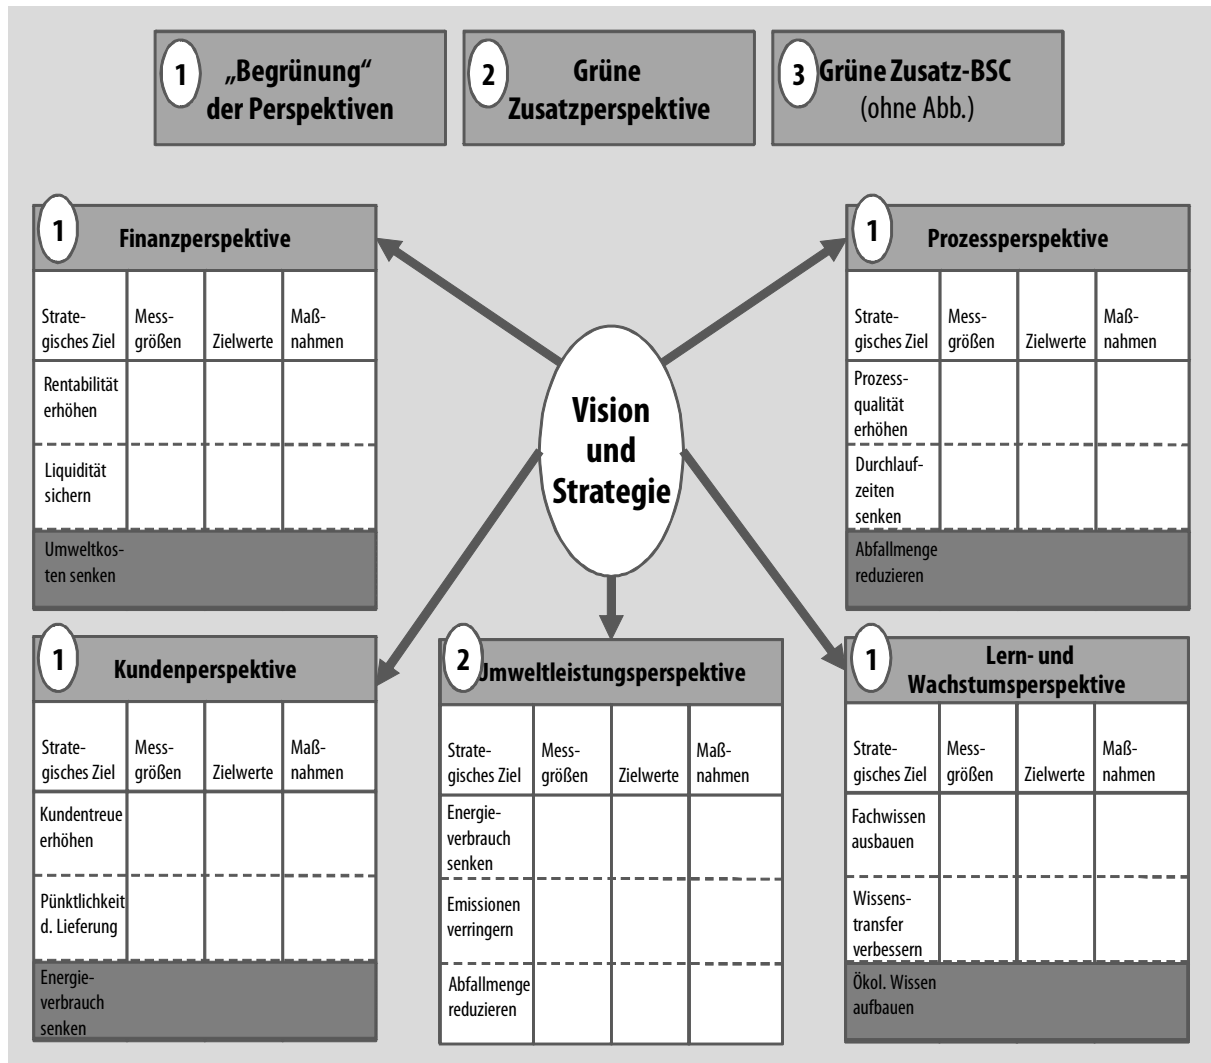 1
„Begrünung“
der Perspektiven
2
Grüne
Zusatzperspektive
3
Grüne Zusatz-BSC
(ohne Abb.)
1
Finanzperspektive
Strate-
gisches Ziel
Mess-
größen
Zielwerte
Maß-
nahmen
Rentabilität
erhöhen
Liquidität
sichern
Umweltkos-
ten senken
1
Prozessperspektive
Strate-
gisches Ziel
Mess-
größen
Zielwerte
Maß-
nahmen
Prozess-
qualität
erhöhen
Durchlauf-
zeiten
senken
Abfallmenge
reduzieren
Vision
und
Strategie
1
Kundenperspektive
Strate-
gisches Ziel
Mess-
größen
Zielwerte
Maß-
nahmen
Kundentreue
erhöhen
Pünktlichkeit
d. Lieferung
Energie-
verbrauch
senken
2
Umweltleistungsperspektive
Strate-
gisches Ziel
Mess-
größen
Zielwerte
Maß-
nahmen
Energie-
verbrauch
senken
Emissionen
verringern
Abfallmenge
reduzieren
1
Lern- und
Wachstumsperspektive
Strate-
gisches Ziel
Mess-
größen
Zielwerte
Maß-
nahmen
Fachwissen
ausbauen
Wissens-
transfer
verbessern
Ökol. Wissen
aufbauen